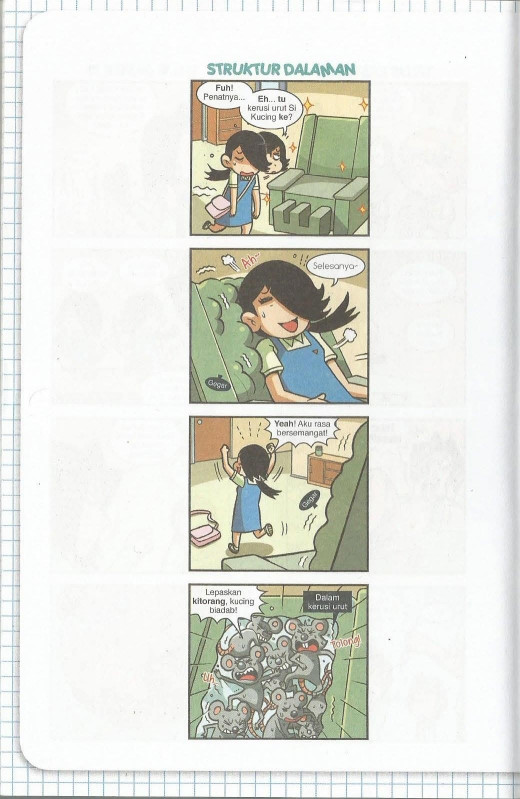 STRUKTUR DALAMAN
Fuh!
Penatnya...
Eh... tu
kerusi urut Si
Kucing ke?
Ah~
Selesanya~
Gegar
Yeah! Aku rasa
bersemangat!
Gegar
Lepaskan
kitorang, kucing
biadab!
Dalam
kerusi urut
Tolong!
Uh